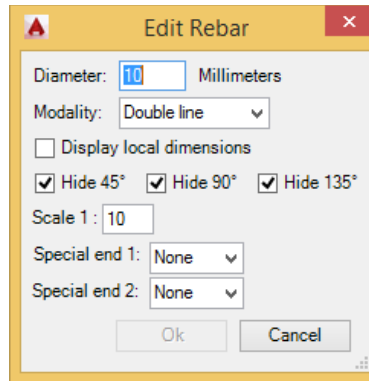 Edit Rebar
Diameter: 10 Millimeters
Modality: Double line
Display local dimensions
Hide 45° Hide 90° Hide 135°
Scale 1 : 10
Special end 1: None
Special end 2: None
Ok Cancel